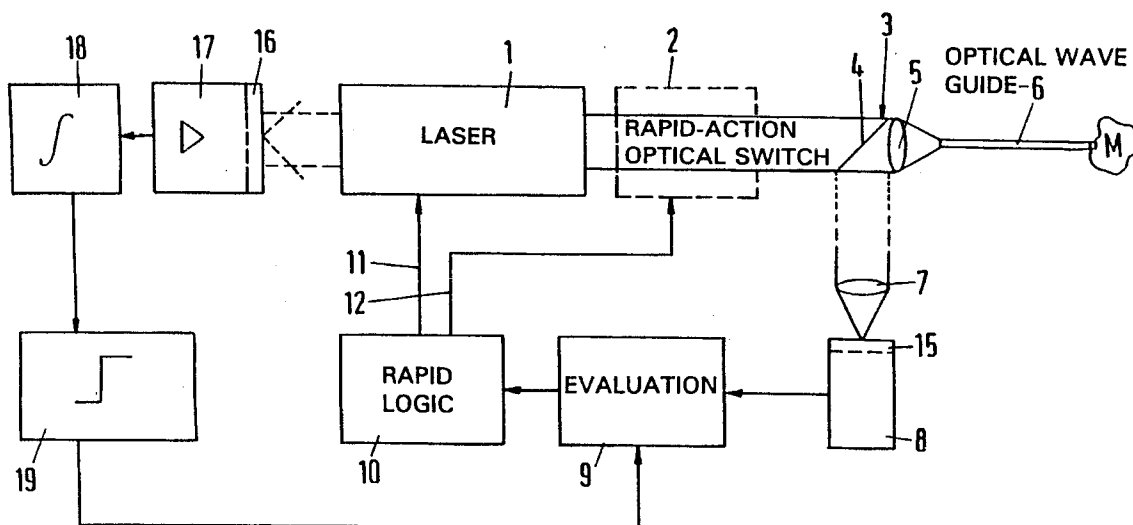 18
17
16
1
2
3
4
5
OPTICAL WAVE
GUIDE-6
LASER
RAPID-ACTION
OPTICAL SWITCH
M
∫
11
12
7
15
RAPID
LOGIC
EVALUATION
19
10
9
8